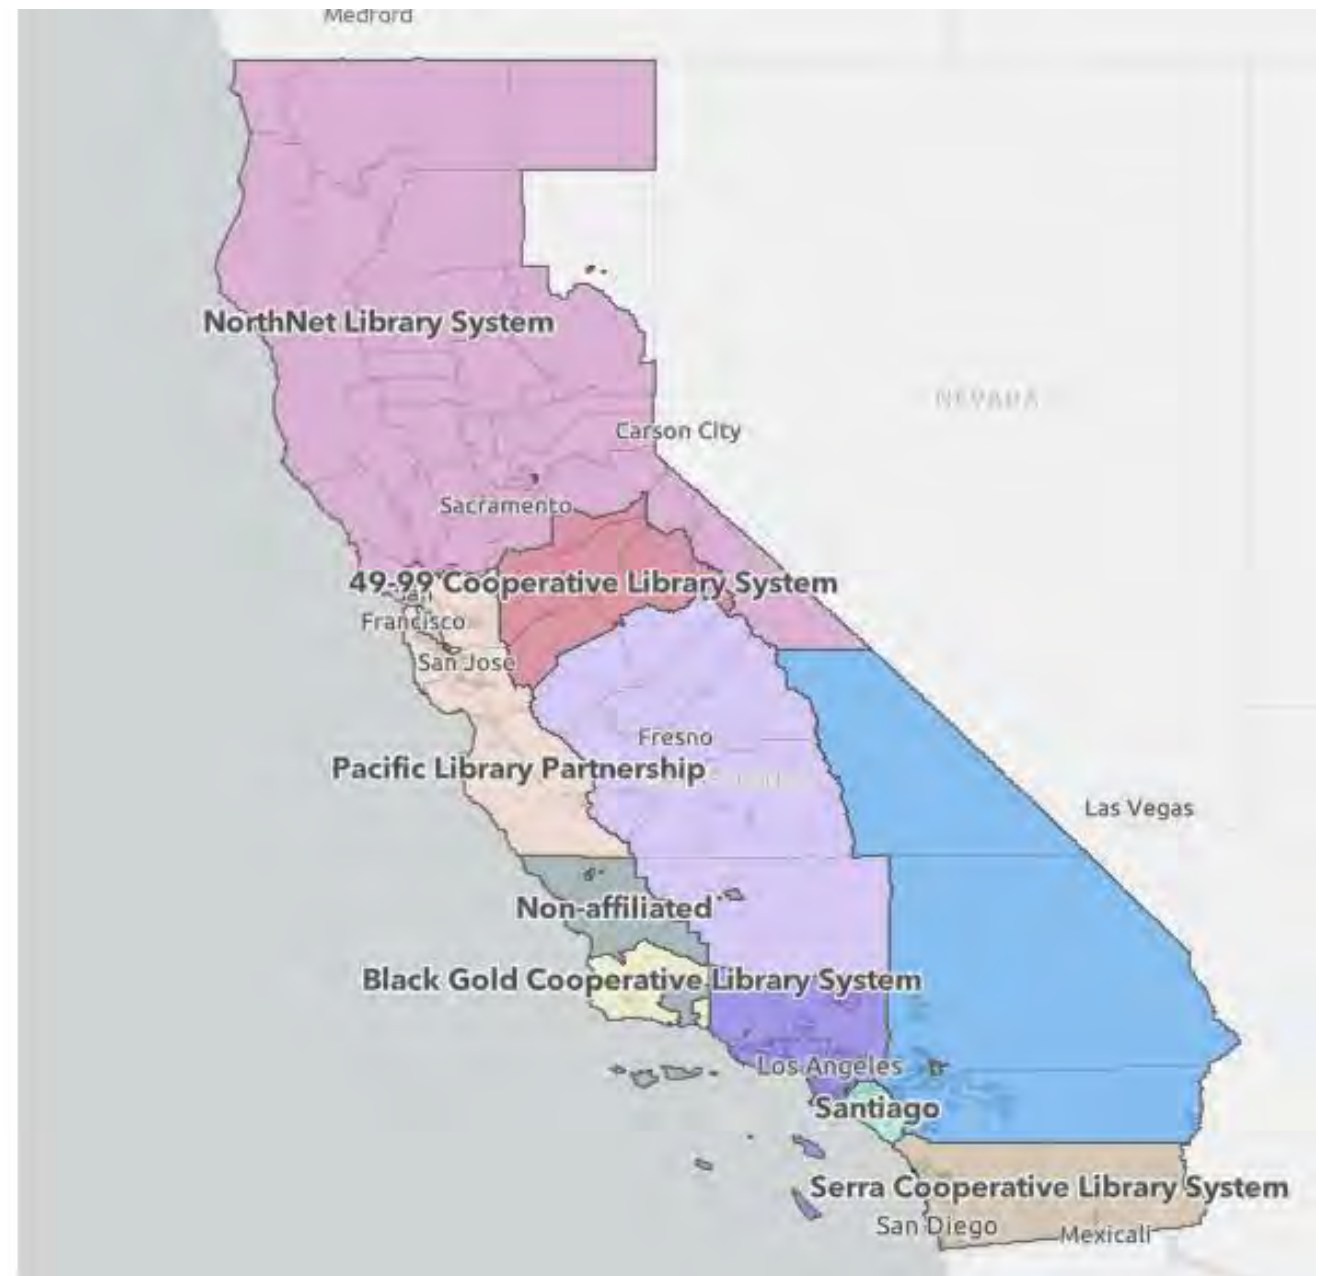 Medford
NorthNet Library System
NEVADA
Carson City
Sacramento
49-99 Cooperative Library System
San
Francisco
San Jose
Fresno
Pacific Library Partnership
Las Vegas
Non-affiliated
Black Gold Cooperative Library System
Los Angeles
Santiago
Serra Cooperative Library System
San Diego
Mexicali